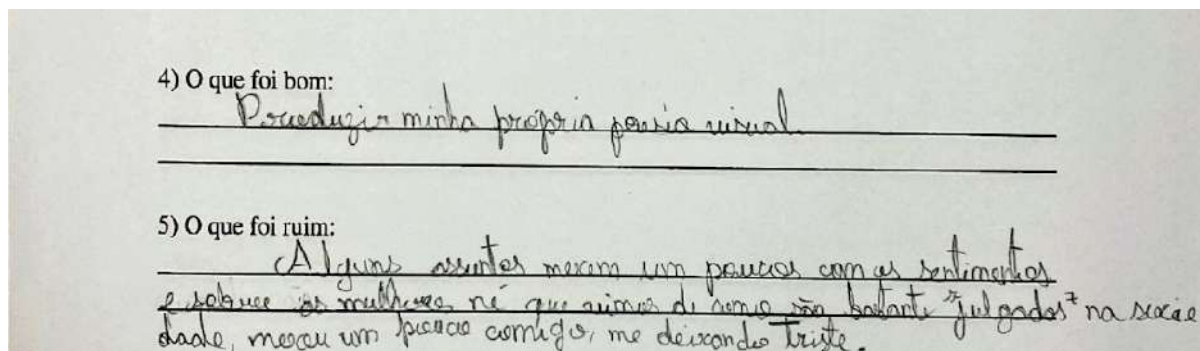 4) O que foi bom:
Produzir minha própria poesia visual.
5) O que foi ruim:
Alguns assuntos mexem um poucos com os sentimentos
e sobre as mulheres né que vimos de como são bastante "julgadas" na socie
dade, mexeu um pouco comigo, me deixando triste.